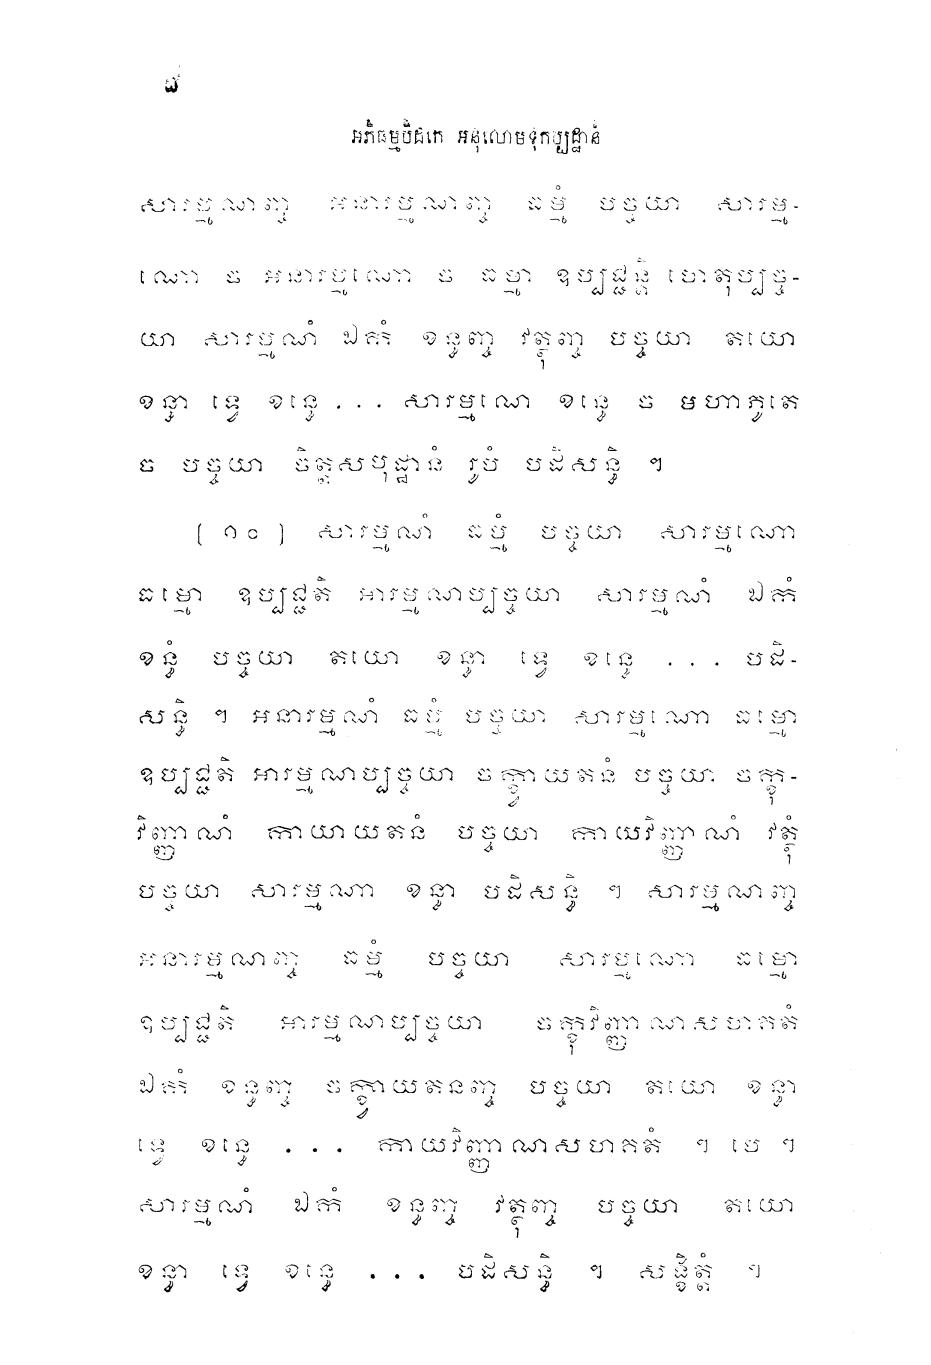 ៨
អភិធម្មបិដកេ អនុលោមទុកប្បដ្ឋានំ
សារម្មណញ្ច អនារម្មណញ្ច ធម្មំ បច្ចយា សារម្ម-
ណោ ច អនារម្មណោ ច ធម្មា ឧប្បជ្ជន្តិ ហេតុប្បច្ច-
យា សារម្មណំ ឯកំ ខន្ធញ្ច វត្ថុញ្ច បច្ចយា តយោ
ខន្ធា ទ្វេ ខន្ធេ ... សារម្មណេ ខន្ធេ ច មហាភូតេ
ច បច្ចយា ចិត្តសមុដ្ឋានំ រូបំ បដិសន្ធិ ។
[១០] សារម្មណំ ធម្មំ បច្ចយា សារម្មណោ
ធម្មោ ឧប្បជ្ជតិ អារម្មណប្បច្ចយា សារម្មណំ ឯកំ
ខន្ធំ បច្ចយា តយោ ខន្ធា ទ្វេ ខន្ធេ ... បដិ-
សន្ធិ ។ អនារម្មណំ ធម្មំ បច្ចយា សារម្មណោ ធម្មោ
ឧប្បជ្ជតិ អារម្មណប្បច្ចយា ចក្ខ្វាយតនំ បច្ចយា ចក្ខុ-
វិញ្ញាណំ កាយាយតនំ បច្ចយា កាយវិញ្ញាណំ វត្ថុំ
បច្ចយា សារម្មណា ខន្ធា បដិសន្ធិ ។ សារម្មណញ្ច
អនារម្មណញ្ច ធម្មំ បច្ចយា សារម្មណោ ធម្មោ
ឧប្បជ្ជតិ អារម្មណប្បច្ចយា ចក្ខុវិញ្ញាណសហគតំ
ឯកំ ខន្ធញ្ច ចក្ខ្វាយតនញ្ច បច្ចយា តយោ ខន្ធា
ទ្វេ ខន្ធេ ... កាយវិញ្ញាណសហគតំ ។ បេ ។
សារម្មណំ ឯកំ ខន្ធញ្ច វត្ថុញ្ច បច្ចយា តយោ
ខន្ធា ទ្វេ ខន្ធេ ... បដិសន្ធិ ។ សង្ខិត្តំ ។